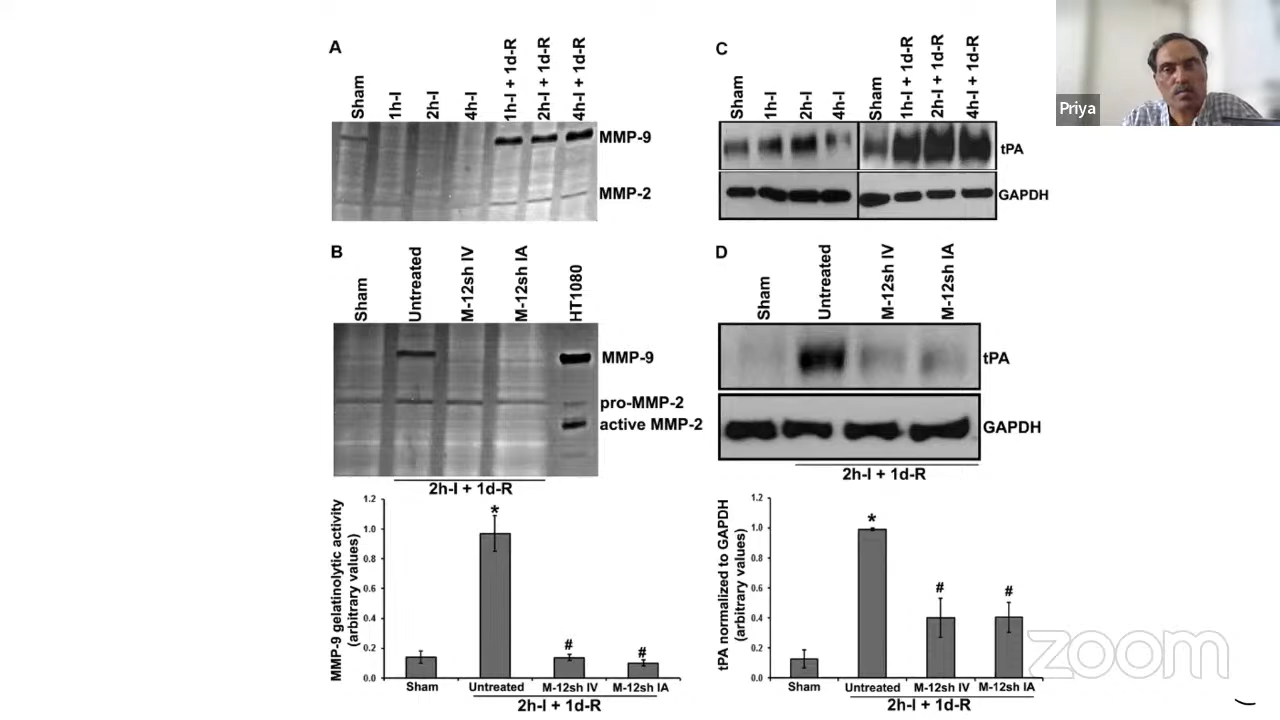 A
Sham
1h-I
2h-I
4h-I
1h-I + 1d-R
2h-I + 1d-R
4h-I + 1d-R
MMP-9
MMP-2
B
Sham
Untreated
M-12sh IV
M-12sh IA
HT1080
MMP-9
pro-MMP-2
active MMP-2
2h-I + 1d-R
MMP-9 gelatinolytic activity
(arbitrary values)
1.2
1.0
0.8
0.6
0.4
0.2
0.0
*
#
#
Sham
Untreated
M-12sh IV
M-12sh IA
2h-I + 1d-R
C
Sham
1h-I
2h-I
4h-I
Sham
1h-I + 1d-R
2h-I + 1d-R
4h-I + 1d-R
tPA
GAPDH
D
Sham
Untreated
M-12sh IV
M-12sh IA
tPA
GAPDH
2h-I + 1d-R
tPA normalized to GAPDH
(arbitrary values)
1.2
1.0
0.8
0.6
0.4
0.2
0.0
*
#
#
Sham
Untreated
M-12sh IV
M-12sh IA
2h-I + 1d-R
Priya
zoom